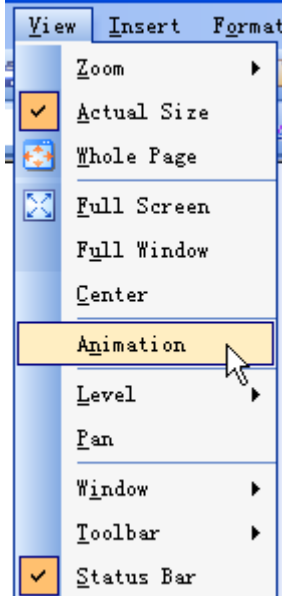 View Insert Format
Zoom
Actual Size
Whole Page
Full Screen
Full Window
Center
Animation
Level
Pan
Window
Toolbar
Status Bar